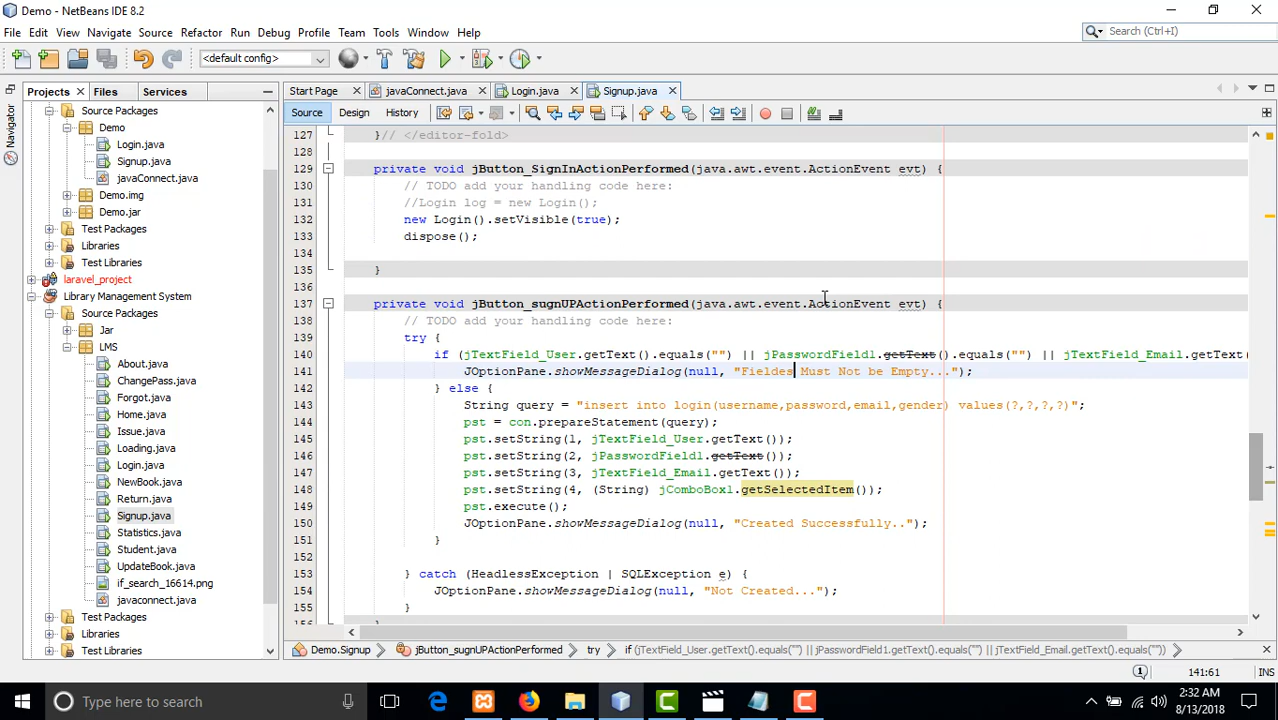 Demo - NetBeans IDE 8.2
File Edit View Navigate Source Refactor Run Debug Profile Team Tools Window Help
Search (Ctrl+I)
<default config>
Projects Files Services
Start Page javaConnect.java Login.java Signup.java
Source Design History
Navigator
Source Packages
Demo
Login.java
Signup.java
javaConnect.java
Demo.img
Demo.jar
Test Packages
Libraries
Test Libraries
laravel_project
Library Management System
Source Packages
Jar
LMS
About.java
ChangePass.java
Forgot.java
Home.java
Issue.java
Loading.java
Login.java
NewBook.java
Return.java
Signup.java
Statistics.java
Student.java
UpdateBook.java
if_search_16614.png
javaconnect.java
Test Packages
Libraries
Test Libraries
127 }// </editor-fold>
128
129 private void jButton_SignInActionPerformed(java.awt.event.ActionEvent evt) {
130 // TODO add your handling code here:
131 //Login log = new Login();
132 new Login().setVisible(true);
133 dispose();
134
135 }
136
137 private void jButton_sugnUPActionPerformed(java.awt.event.ActionEvent evt) {
138 // TODO add your handling code here:
139 try {
140 if (jTextField_User.getText().equals("") || jPasswordField1.getText().equals("") || jTextField_Email.getText(
141 JOptionPane.showMessageDialog(null, "Fieldes Must Not be Empty...");
142 } else {
143 String query = "insert into login(username,password,email,gender) values(?,?,?,?)";
144 pst = con.prepareStatement(query);
145 pst.setString(1, jTextField_User.getText());
146 pst.setString(2, jPasswordField1.getText());
147 pst.setString(3, jTextField_Email.getText());
148 pst.setString(4, (String) jComboBox1.getSelectedItem());
149 pst.execute();
150 JOptionPane.showMessageDialog(null, "Created Successfully..");
151 }
152
153 } catch (HeadlessException | SQLException e) {
154 JOptionPane.showMessageDialog(null, "Not Created...");
155 }
156 }
Demo.Signup jButton_sugnUPActionPerformed try if (jTextField_User.getText().equals("") || jPasswordField1.getText().equals("") || jTextField_Email.getText().equals(""))
141:61 INS
Type here to search
2:32 AM
8/13/2018